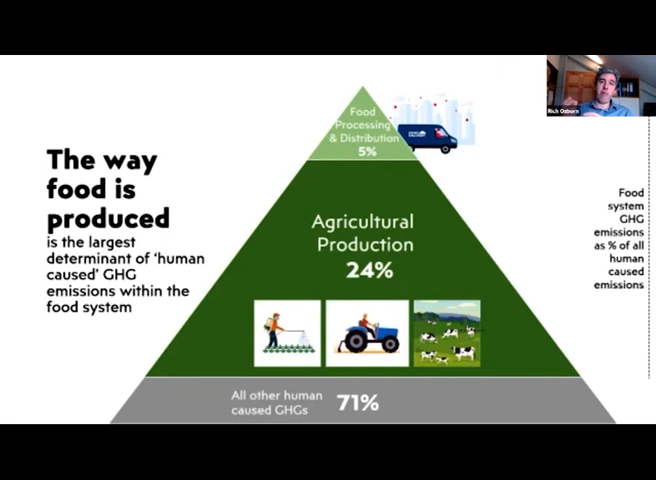 The way
food is
produced
is the largest
determinant of 'human
caused' GHG
emissions within the
food system
Food
Processing
& Distribution
5%
Agricultural
Production
24%
All other human
caused GHGs
71%
Food
system
GHG
emissions
as % of all
human
caused
emissions
Rich Osborn